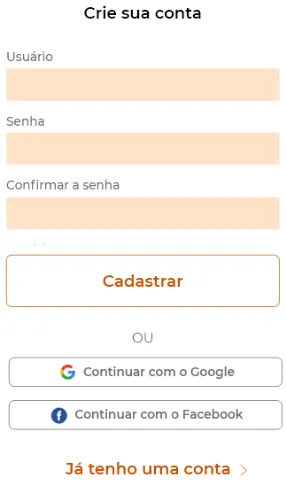 Crie sua conta
Usuário
Senha
Confirmar a senha
Cadastrar
OU
Continuar com o Google
Continuar com o Facebook
Já tenho uma conta